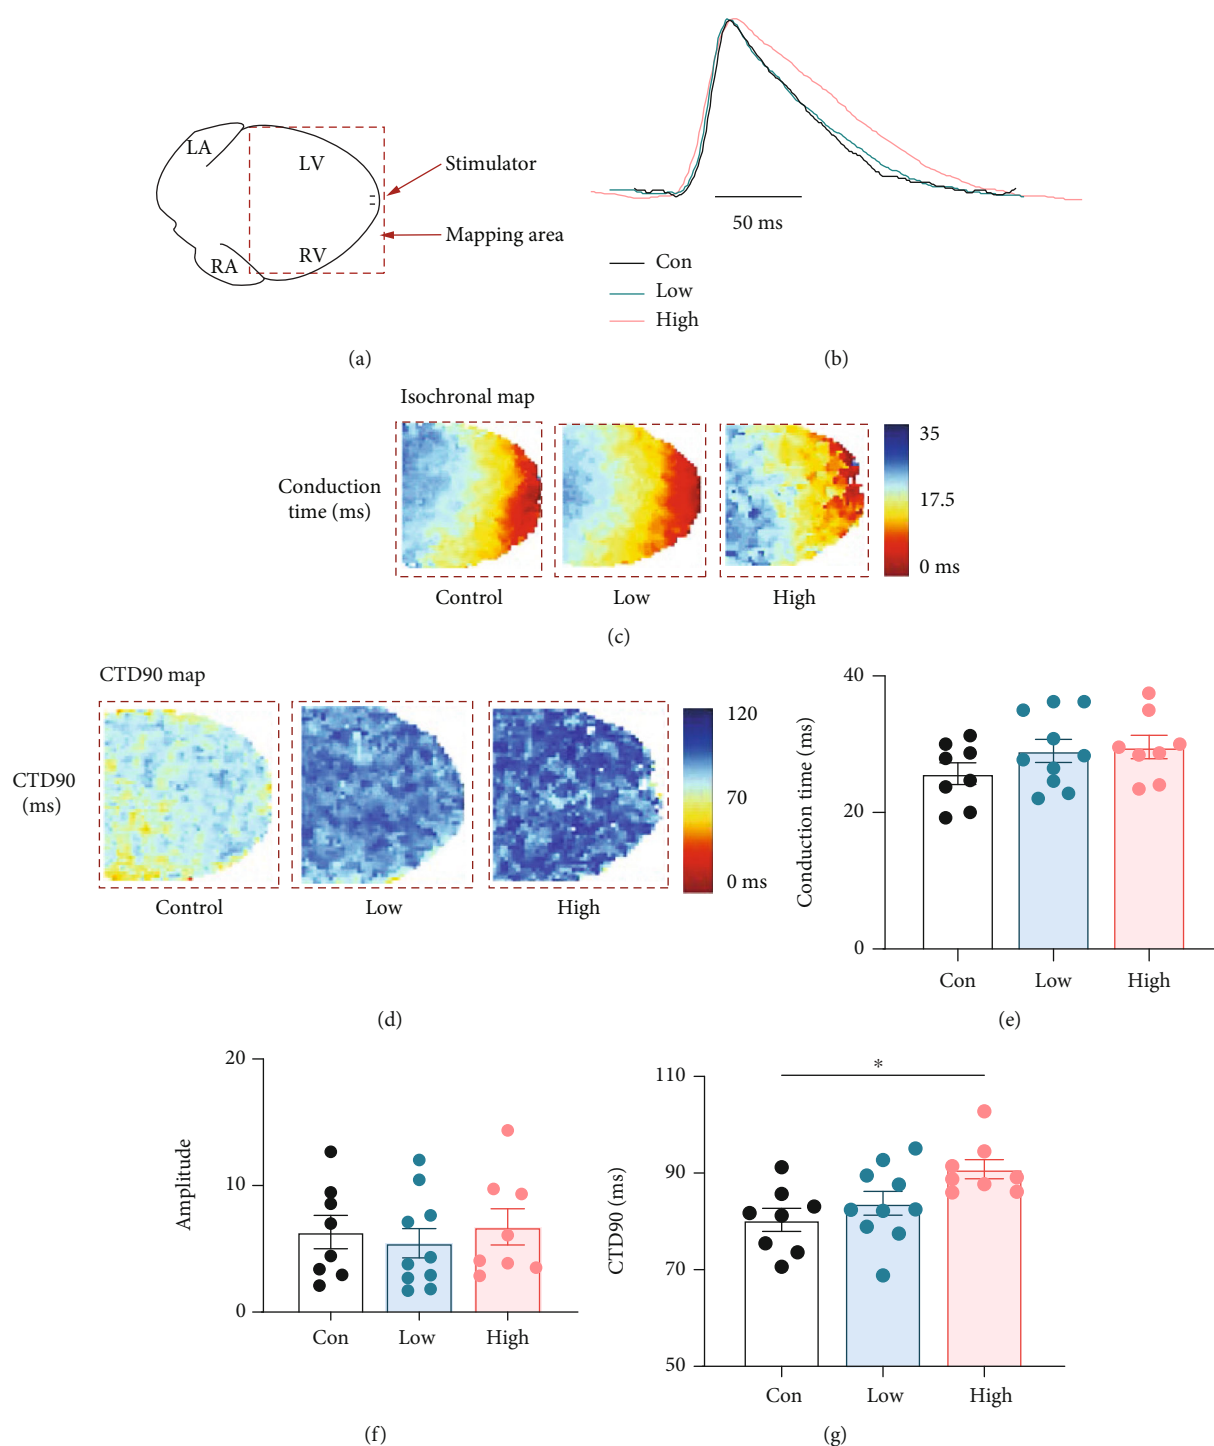 LA
LV
Stimulator
RA
RV
Mapping area
(a)
50 ms
Con
Low
High
(b)
Isochronal map
Conduction
time (ms)
35
17.5
0 ms
Control
Low
High
(c)
CTD90 map
CTD90
(ms)
120
70
0 ms
Control
Low
High
(d)
Conduction time (ms)
40
20
0
Con
Low
High
(e)
Amplitude
20
10
0
Con
Low
High
(f)
CTD90 (ms)
110
90
70
50
*
Con
Low
High
(g)